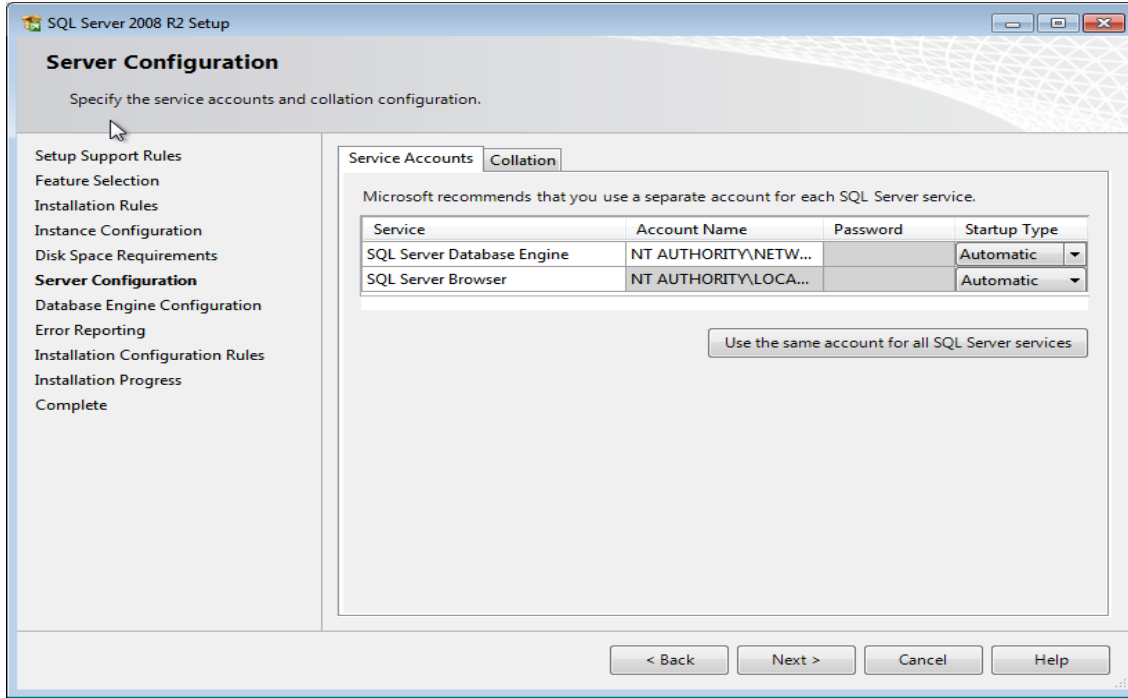 SQL Server 2008 R2 Setup
Server Configuration
Specify the service accounts and collation configuration.
Setup Support Rules
Feature Selection
Installation Rules
Instance Configuration
Disk Space Requirements
Server Configuration
Database Engine Configuration
Error Reporting
Installation Configuration Rules
Installation Progress
Complete
Service Accounts Collation
Microsoft recommends that you use a separate account for each SQL Server service.
Service Account Name Password Startup Type
SQL Server Database Engine NT AUTHORITY\NETW... Automatic
SQL Server Browser NT AUTHORITY\LOCA... Automatic
Use the same account for all SQL Server services
< Back Next > Cancel Help